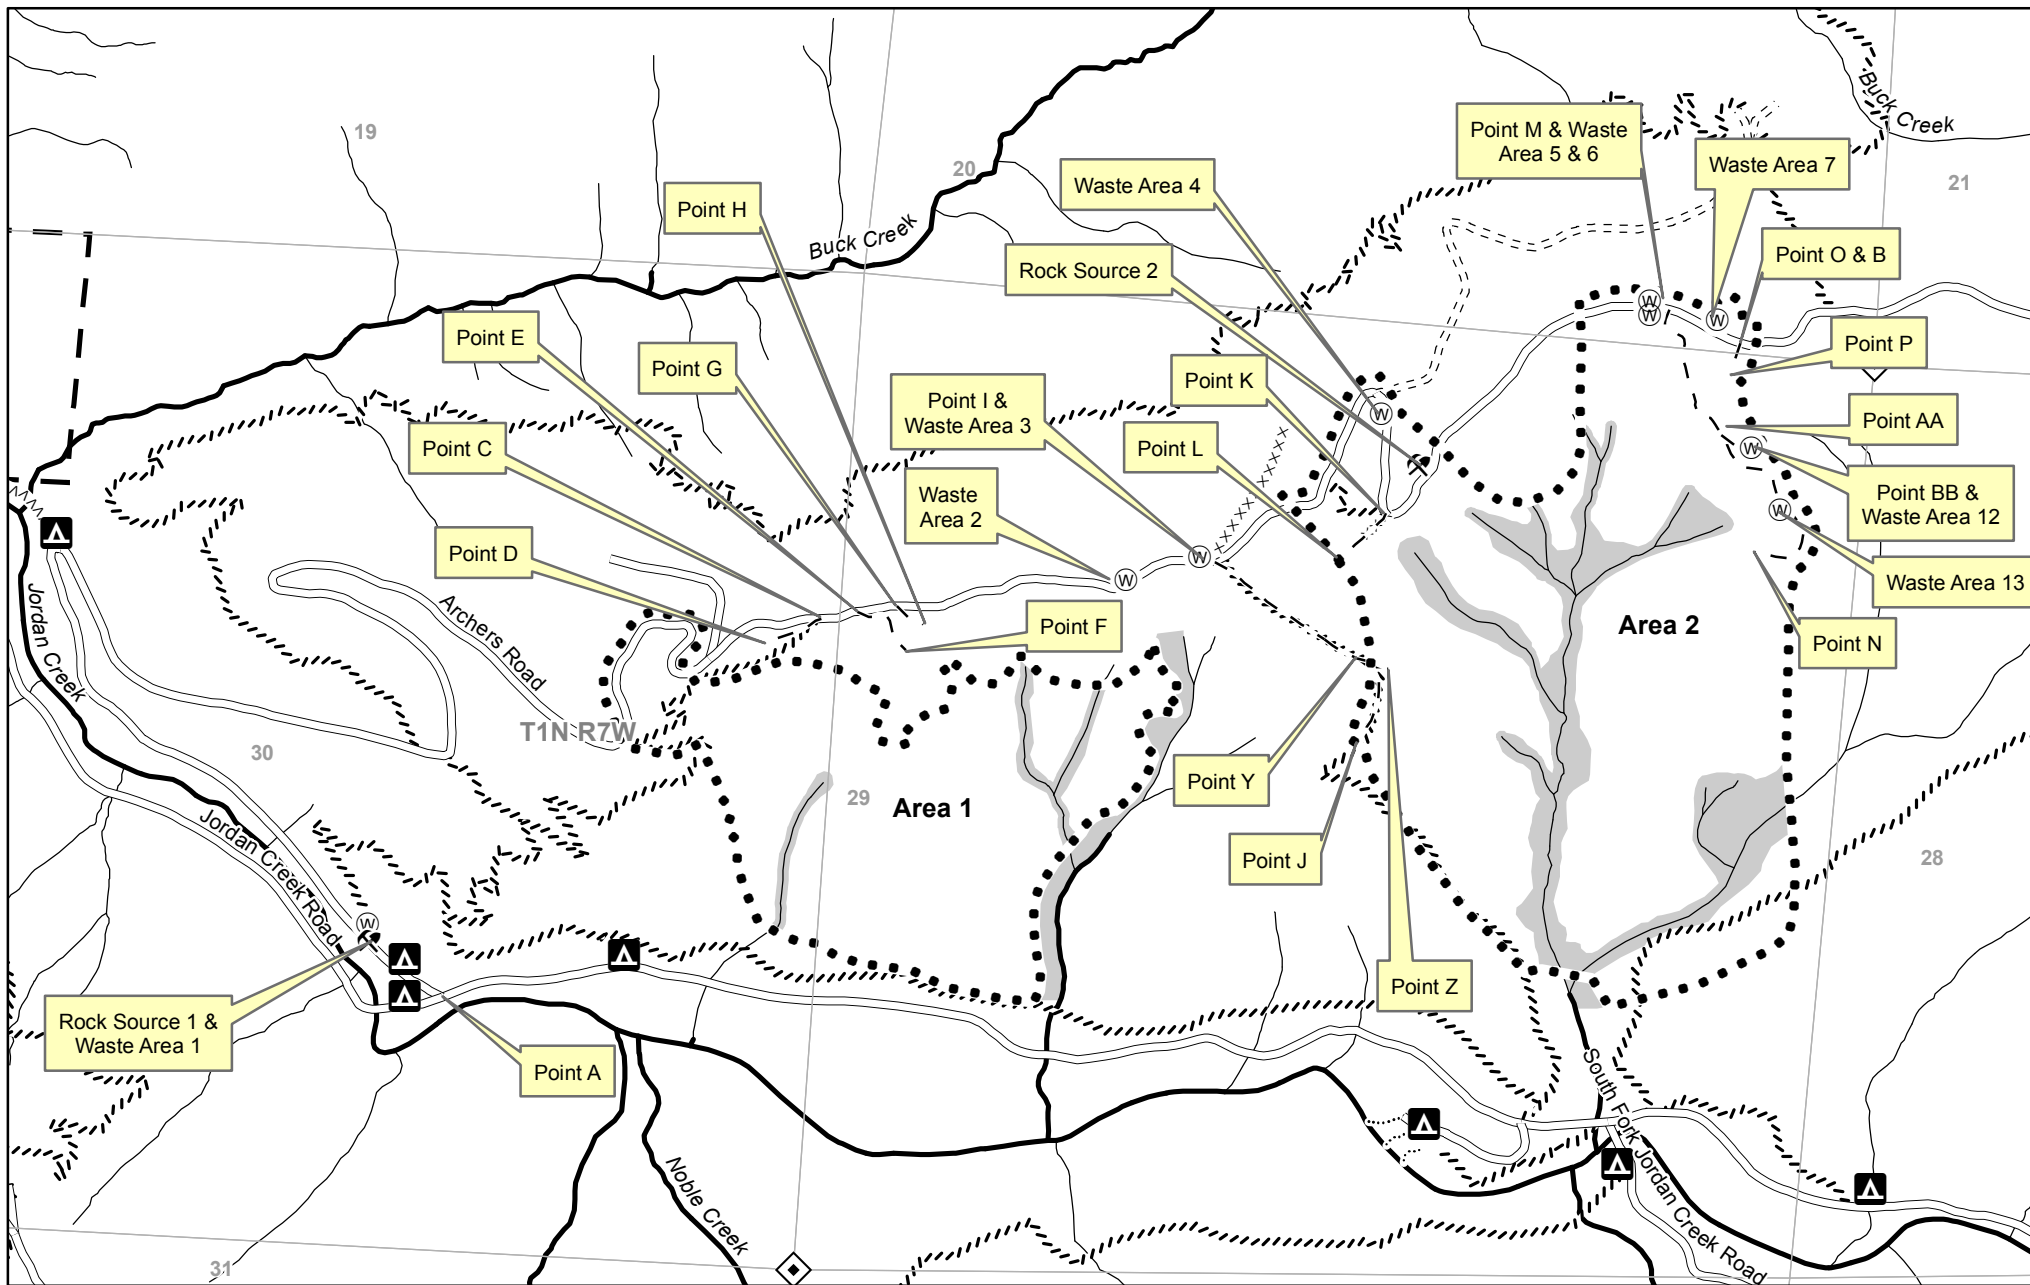 19
20
21
Buck Creek
Buck Creek
Point M & Waste
Area 5 & 6
Waste Area 7
Waste Area 4
Point H
Point O & B
Rock Source 2
Point E
Point G
Point P
Point K
Point I &
Waste Area 3
Point C
Point L
Point AA
Waste
Area 2
Point BB &
Waste Area 12
Point D
Waste Area 13
Archers Road
Jordan Creek
Point F
Area 2
Point N
T1N R7W
30
29
Area 1
Point Y
Jordan Creek Road
Point J
28
Point Z
Rock Source 1 &
Waste Area 1
Point A
South Fork Jordan Creek Road
Noble Creek
31
W
W
W
W
W
W
W
W
W